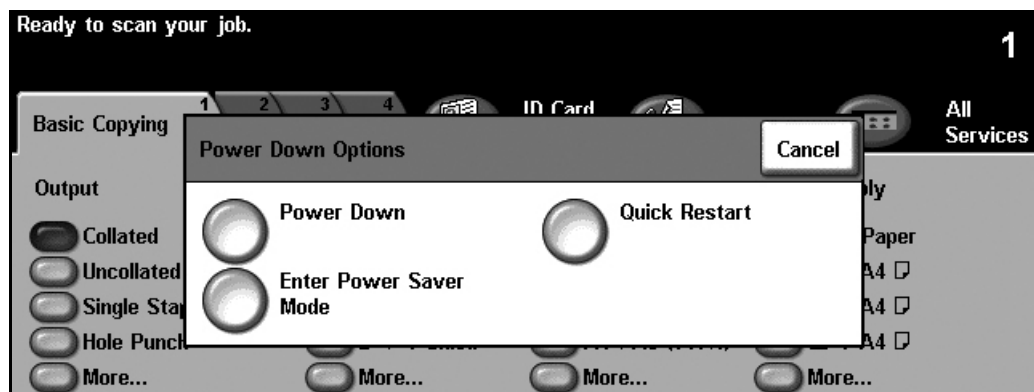 Ready to scan your job.
1
1 2 3 4
Basic Copying
ID Card
All
Services
Power Down Options
Cancel
Power Down
Quick Restart
Enter Power Saver
Mode
Output
Collated
Uncollated
Single
Hole Punch
More...
More...
More...
Paper
A4
A4
A4
More...